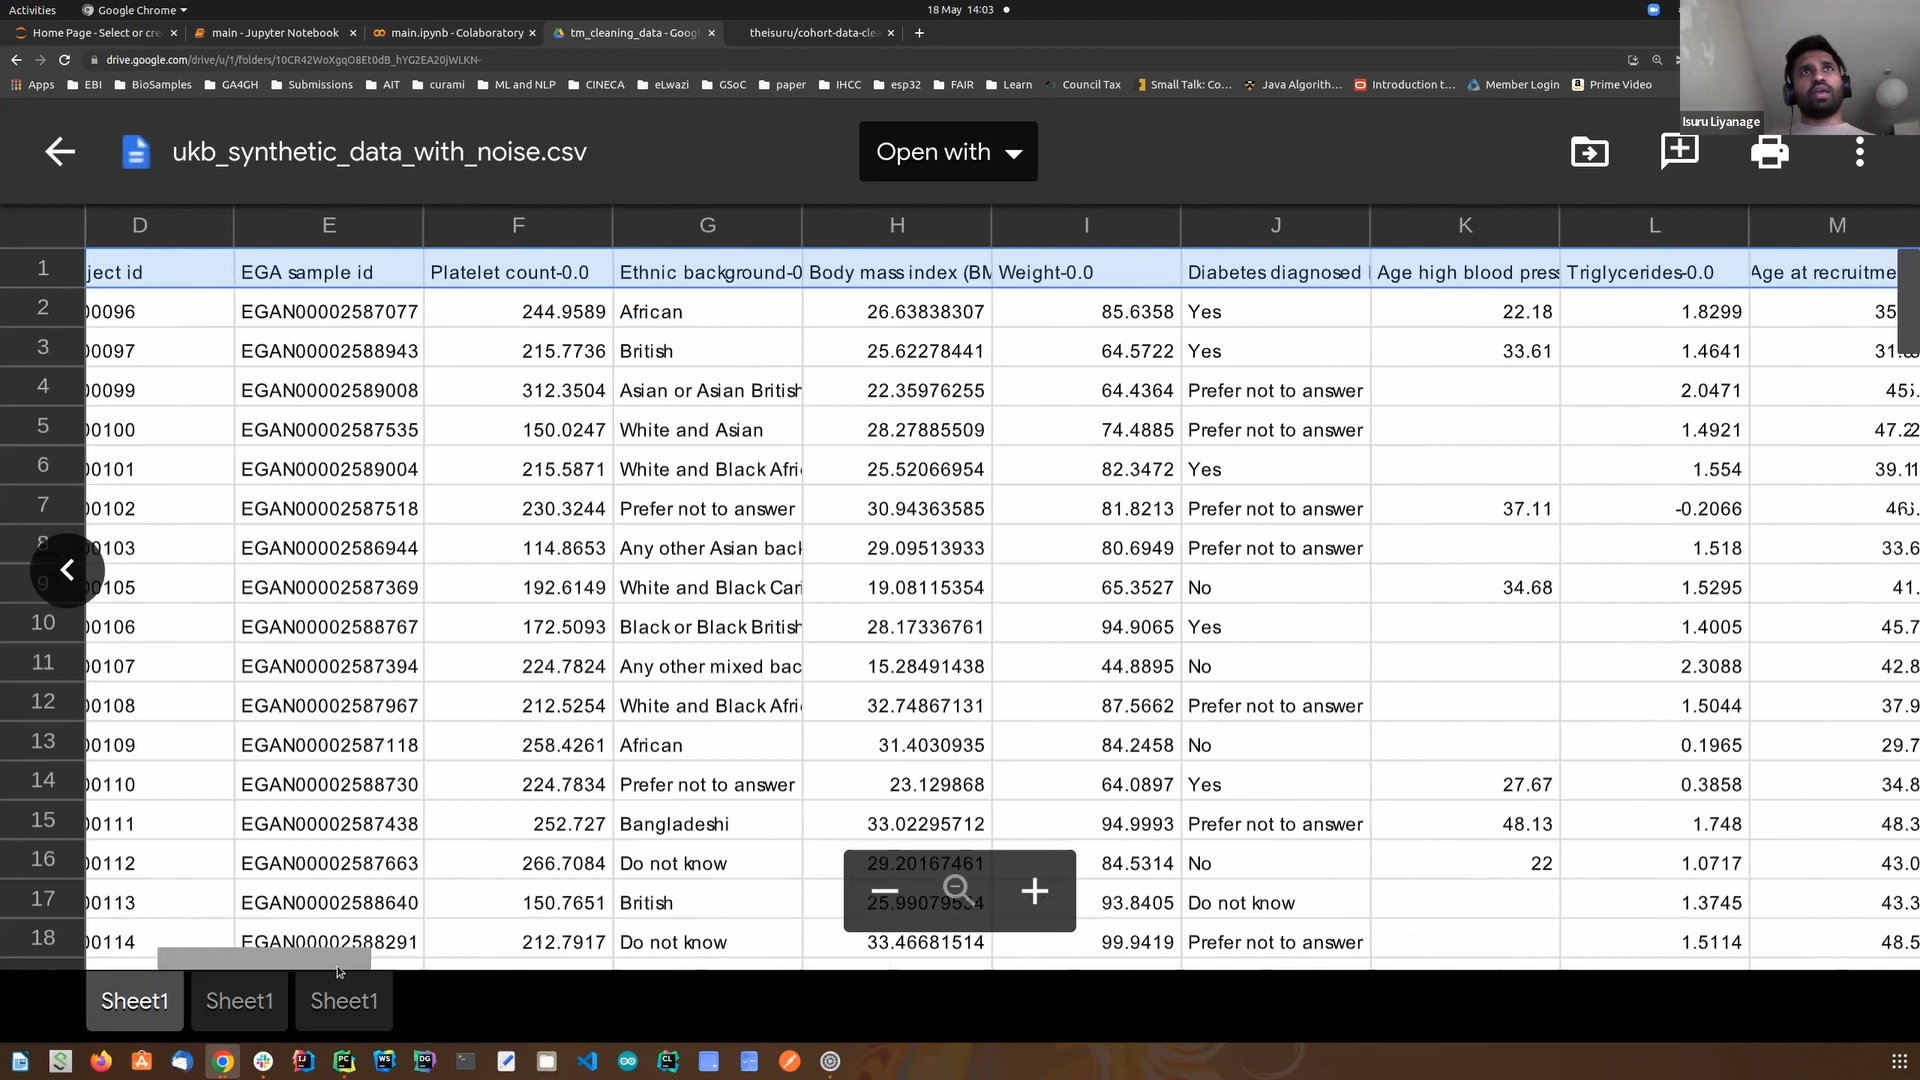 Activities Google Chrome 18 May 14:03
Home Page - Select or cre main - Jupyter Notebook main.ipynb - Colaboratory tm_cleaning_data - Goog theisuru/cohort-data-clea
drive.google.com/drive/u/1/folders/10CR42WoXgqO8Et0dB_hYG2EA20jWLKN-
Apps EBI BioSamples GA4GH Submissions AIT curami ML and NLP CINECA eLwazi GSoC paper IHCC esp32 FAIR Learn Council Tax Small Talk: Co... Java Algorith... Introduction t... Member Login Prime Video
Isuru Liyanage
ukb_synthetic_data_with_noise.csv Open with
D E F G H I J K L M
1 ject id EGA sample id Platelet count-0.0 Ethnic background-0 Body mass index (BM Weight-0.0 Diabetes diagnosed Age high blood press Triglycerides-0.0 Age at recruitme
2 00096 EGAN00002587077 244.9589 African 26.63838307 85.6358 Yes 22.18 1.8299 35
3 00097 EGAN00002588943 215.7736 British 25.62278441 64.5722 Yes 33.61 1.4641 31.
4 00099 EGAN00002589008 312.3504 Asian or Asian British 22.35976255 64.4364 Prefer not to answer 2.0471 45
5 00100 EGAN00002587535 150.0247 White and Asian 28.27885509 74.4885 Prefer not to answer 1.4921 47.2
6 00101 EGAN00002589004 215.5871 White and Black Afri 25.52066954 82.3472 Yes 1.554 39.1
7 00102 EGAN00002587518 230.3244 Prefer not to answer 30.94363585 81.8213 Prefer not to answer 37.11 -0.2066 46
8 00103 EGAN00002586944 114.8653 Any other Asian back 29.09513933 80.6949 Prefer not to answer 1.518 33.6
9 00105 EGAN00002587369 192.6149 White and Black Cari 19.08115354 65.3527 No 34.68 1.5295 41.
10 00106 EGAN00002588767 172.5093 Black or Black British 28.17336761 94.9065 Yes 1.4005 45.7
11 00107 EGAN00002587394 224.7824 Any other mixed bac 15.28491438 44.8895 No 2.3088 42.8
12 00108 EGAN00002587967 212.5254 White and Black Afri 32.74867131 87.5662 Prefer not to answer 1.5044 37.9
13 00109 EGAN00002587118 258.4261 African 31.4030935 84.2458 No 0.1965 29.7
14 00110 EGAN00002588730 224.7834 Prefer not to answer 23.129868 64.0897 Yes 27.67 0.3858 34.8
15 00111 EGAN00002587438 252.727 Bangladeshi 33.02295712 94.9993 Prefer not to answer 48.13 1.748 48.3
16 00112 EGAN00002587663 266.7084 Do not know 29.20167461 84.5314 No 22 1.0717 43.0
17 00113 EGAN00002588640 150.7651 British 25.99079534 93.8405 Do not know 1.3745 43.3
18 00114 EGAN00002588291 212.7917 Do not know 33.46681514 99.9419 Prefer not to answer 1.5114 48.5
Sheet1 Sheet1 Sheet1